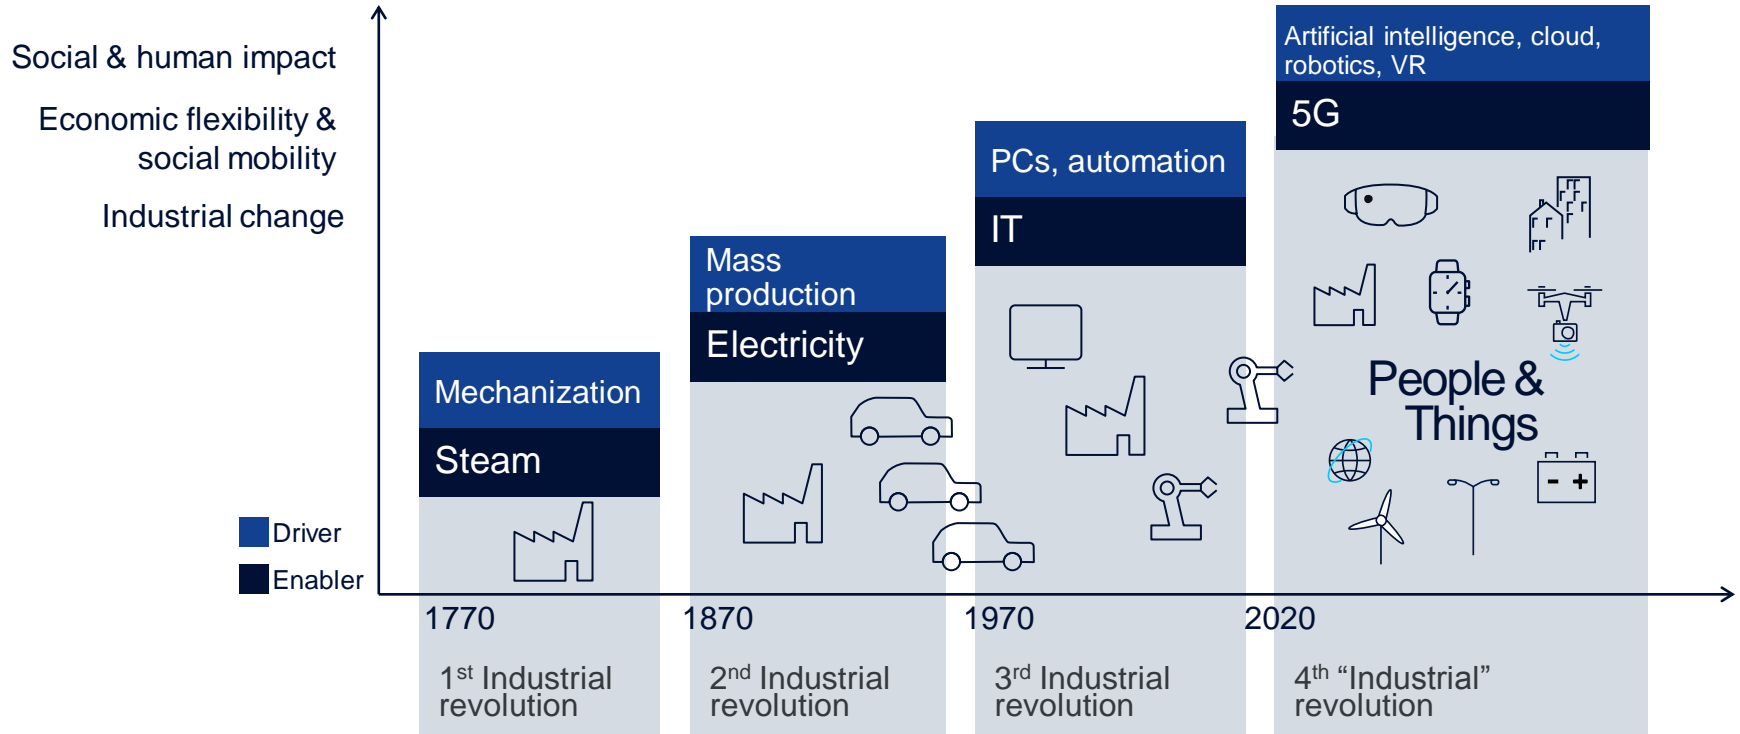 Social & human impact
Economic flexibility &
social mobility
Industrial change
Driver
Enabler
Mechanization
Steam
1770
1st Industrial
revolution
Mass
production
Electricity
1870
2nd Industrial
revolution
PCs, automation
IT
1970
3rd Industrial
revolution
Artificial intelligence, cloud,
robotics, VR
5G
People &
Things
2020
4th “Industrial”
revolution